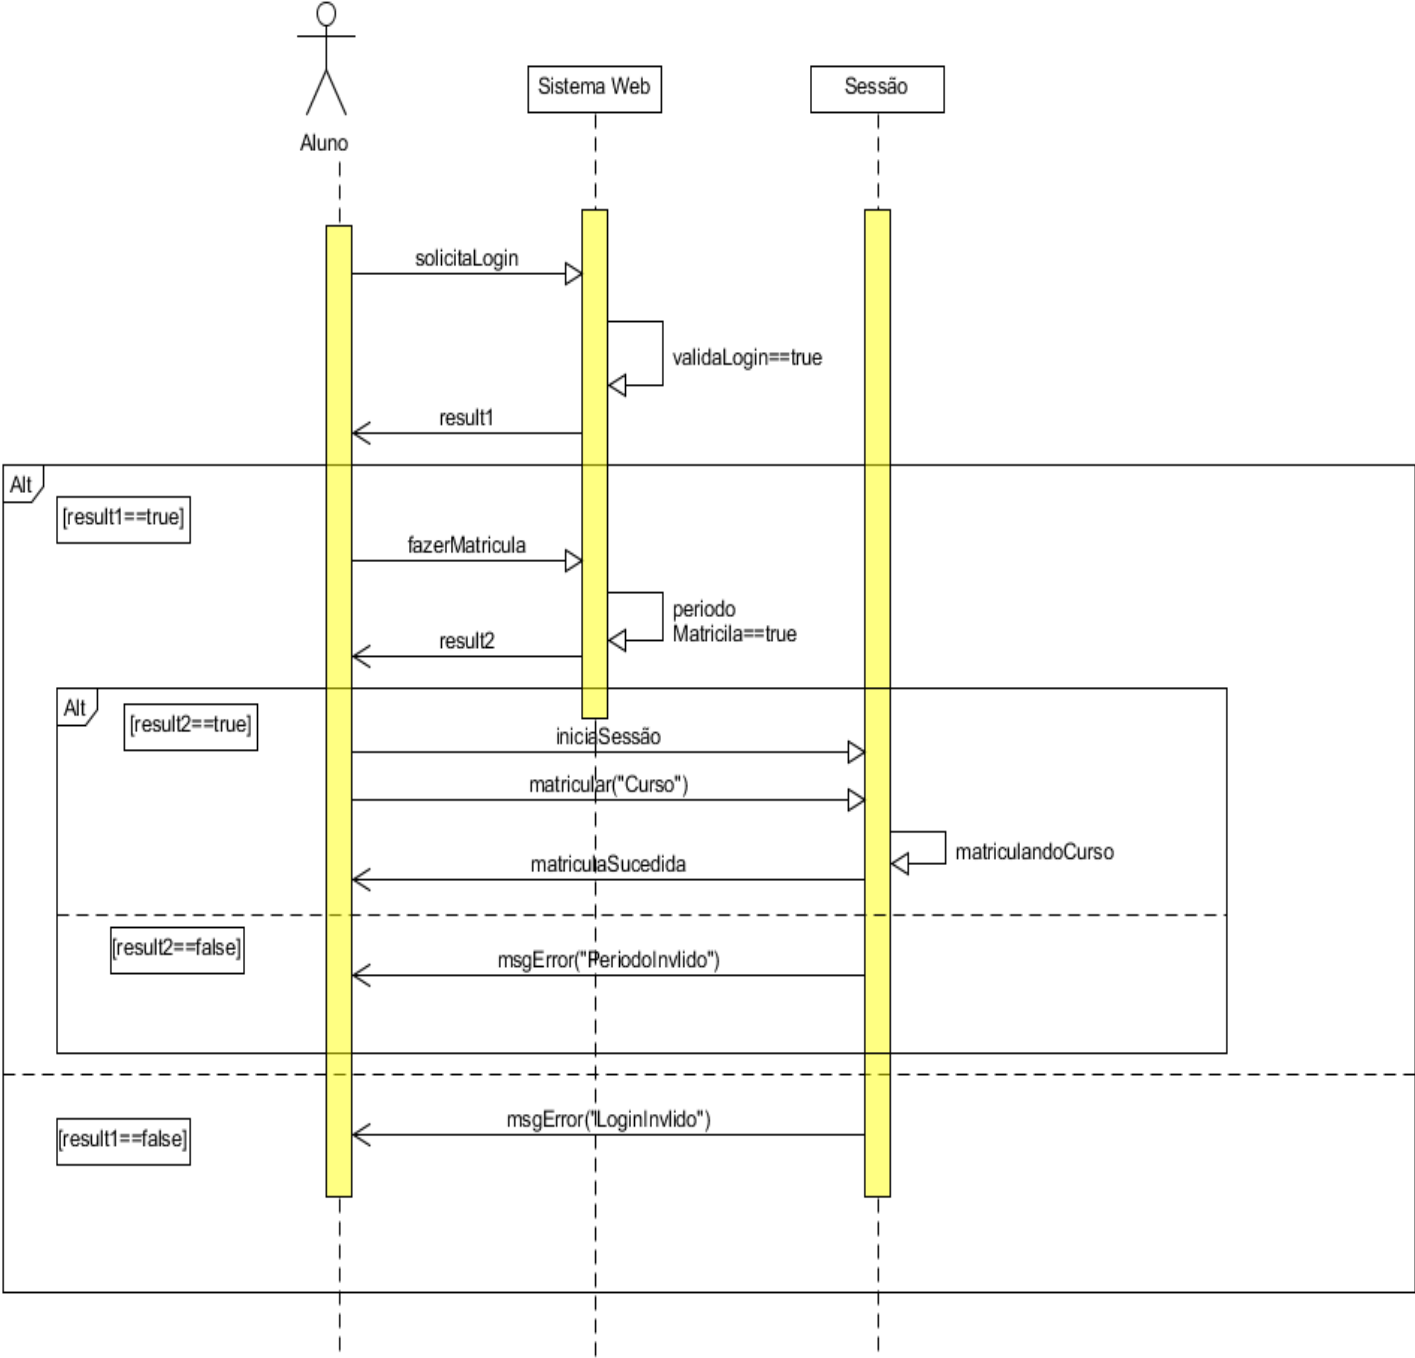 Aluno
Sistema Web
Sessão
solicitaLogin
validaLogin==true
result1
Alt
[result1==true]
fazerMatricula
periodo
Matricila==true
result2
Alt
[result2==true]
iniciaSessão
matricular("Curso")
matriculandoCurso
matriculaSucedida
[result2==false]
msgError("PeriodoInvlido")
msgError("LoginInvlido")
[result1==false]